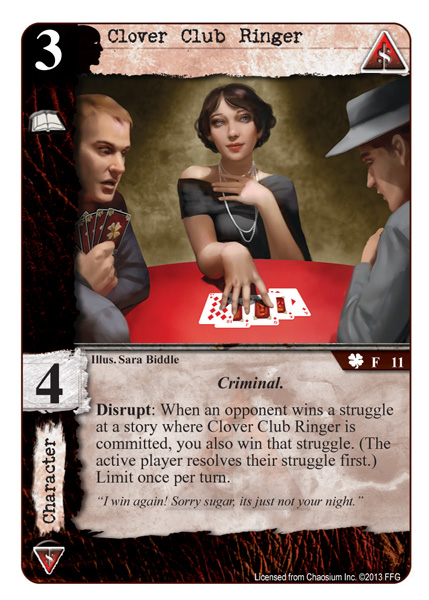 3
Clover Club Ringer
Illus. Sara Biddle
F 11
4
Character
Criminal.
Disrupt: When an opponent wins a struggle
at a story where Clover Club Ringer is
committed, you also win that struggle. (The
active player resolves their struggle first.)
Limit once per turn.
“I win again! Sorry sugar, its just not your night.”
Licensed from Chaosium Inc. ©2013 FFG